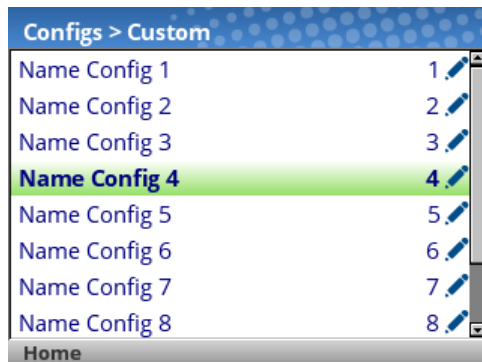 Configs > Custom
Name Config 1 1
Name Config 2 2
Name Config 3 3
Name Config 4 4
Name Config 5 5
Name Config 6 6
Name Config 7 7
Name Config 8 8
Home